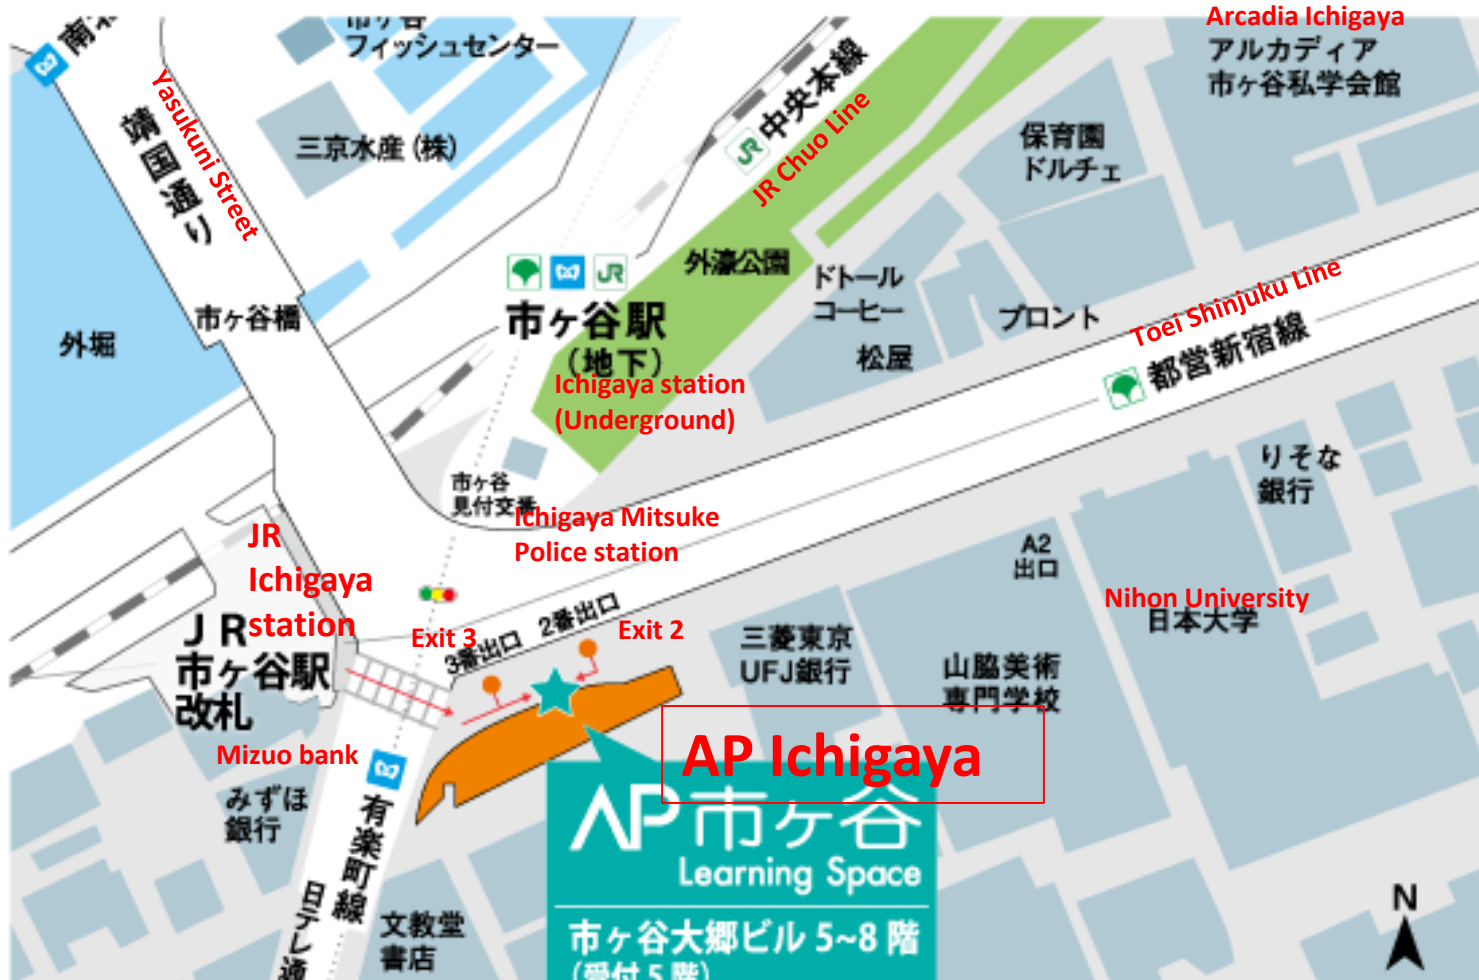 Arcadia Ichigaya
アルカディア
市ヶ谷私学会館
市ヶ谷
フィッシュセンター
Yasukuni Street
靖国通り
三京水産(株)
JR 中央本線
JR Chuo Line
保育園
ドルチェ
外濠公園
ドトール
コーヒー
プロント
松屋
Toei Shinjuku Line
都営新宿線
JR
市ヶ谷駅
(地下)
Ichigaya station
(Underground)
市ヶ谷橋
外堀
市ヶ谷
見付交番
Ichigaya Mitsuke
Police station
りそな
銀行
A2
出口
Nihon University
日本大学
JR
Ichigaya
station
JR
市ヶ谷駅
改札
Exit 3
3番出口
2番出口
Exit 2
三菱東京
UFJ銀行
山脇美術
専門学校
Mizuo bank
みずほ
銀行
有楽町線
文教堂
書店
AP Ichigaya
AP市ヶ谷
Learning Space
市ヶ谷大郷ビル 5~8 階
(受付 5 階)
N